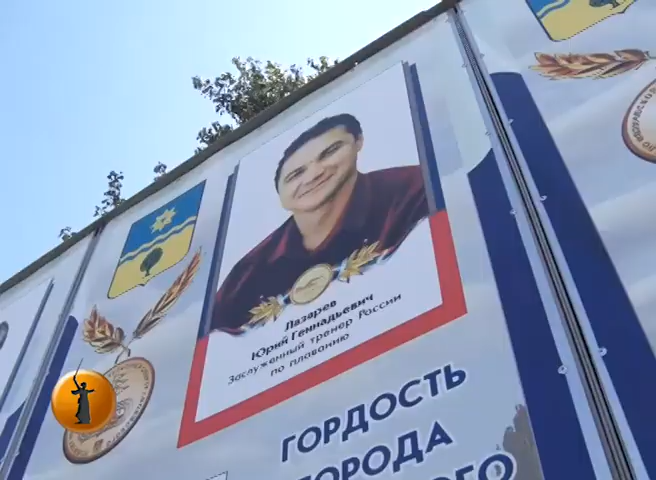 Лазарев
Юрий Геннадьевич
Заслуженный тренер России
по плаванию
ГОРДОСТЬ
ГОРОДА